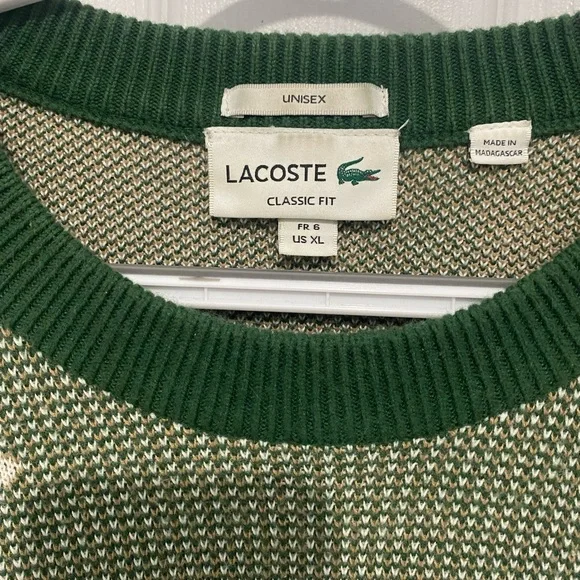 UNISEX
LACOSTE
CLASSIC FIT
FR 6
US XL
MADE IN
MADAGASCAR